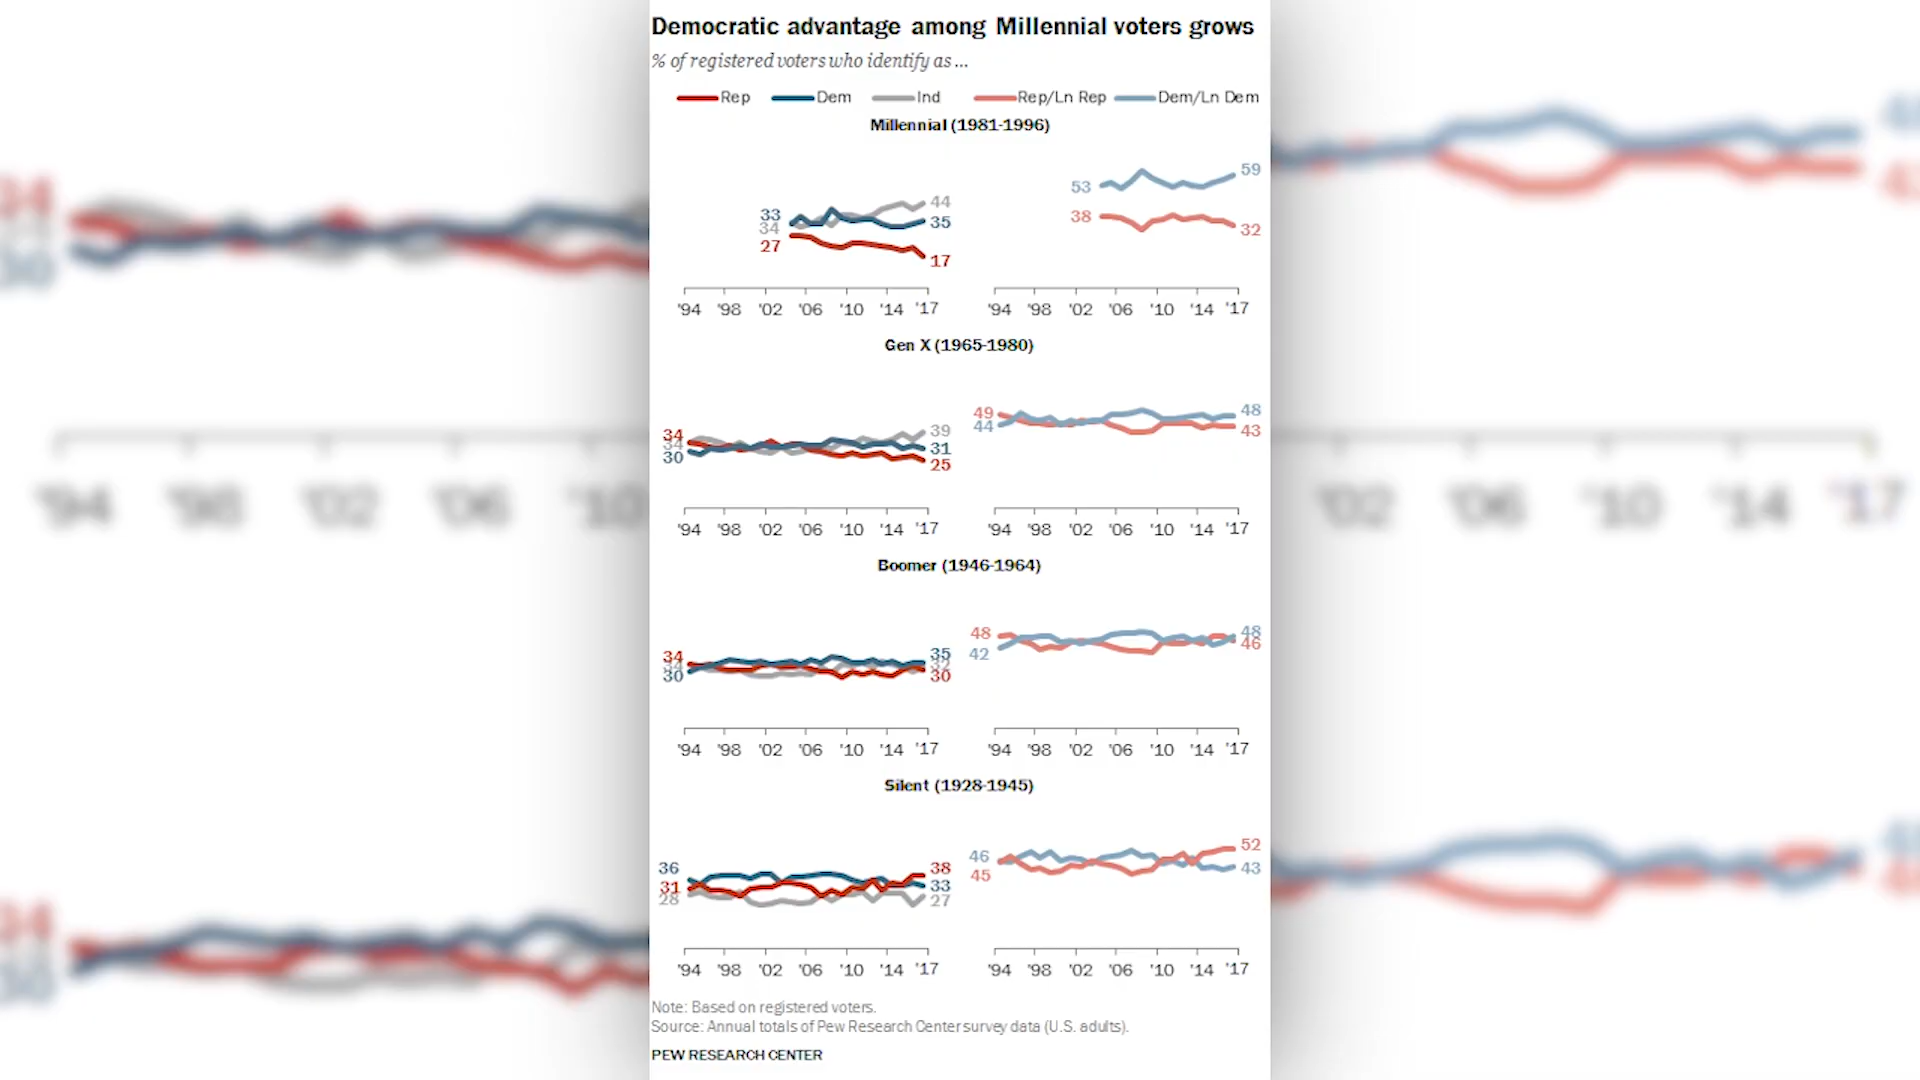 Democratic advantage among Millennial voters grows
% of registered voters who identify as ...
Rep Dem Ind Rep/Ln Rep Dem/Ln Dem
Millennial (1981-1996)
33
34
27
44
35
17
53
38
59
32
'94 '98 '02 '06 '10 '14 '17
'94 '98 '02 '06 '10 '14 '17
Gen X (1965-1980)
34
34
30
39
31
25
49
44
48
43
'94 '98 '02 '06 '10 '14 '17
'94 '98 '02 '06 '10 '14 '17
Boomer (1946-1964)
34
34
30
35
32
30
48
42
48
46
'94 '98 '02 '06 '10 '14 '17
'94 '98 '02 '06 '10 '14 '17
Silent (1928-1945)
36
31
28
38
33
27
46
45
52
43
'94 '98 '02 '06 '10 '14 '17
'94 '98 '02 '06 '10 '14 '17
Note: Based on registered voters.
Source: Annual totals of Pew Research Center survey data (U.S. adults).
PEW RESEARCH CENTER